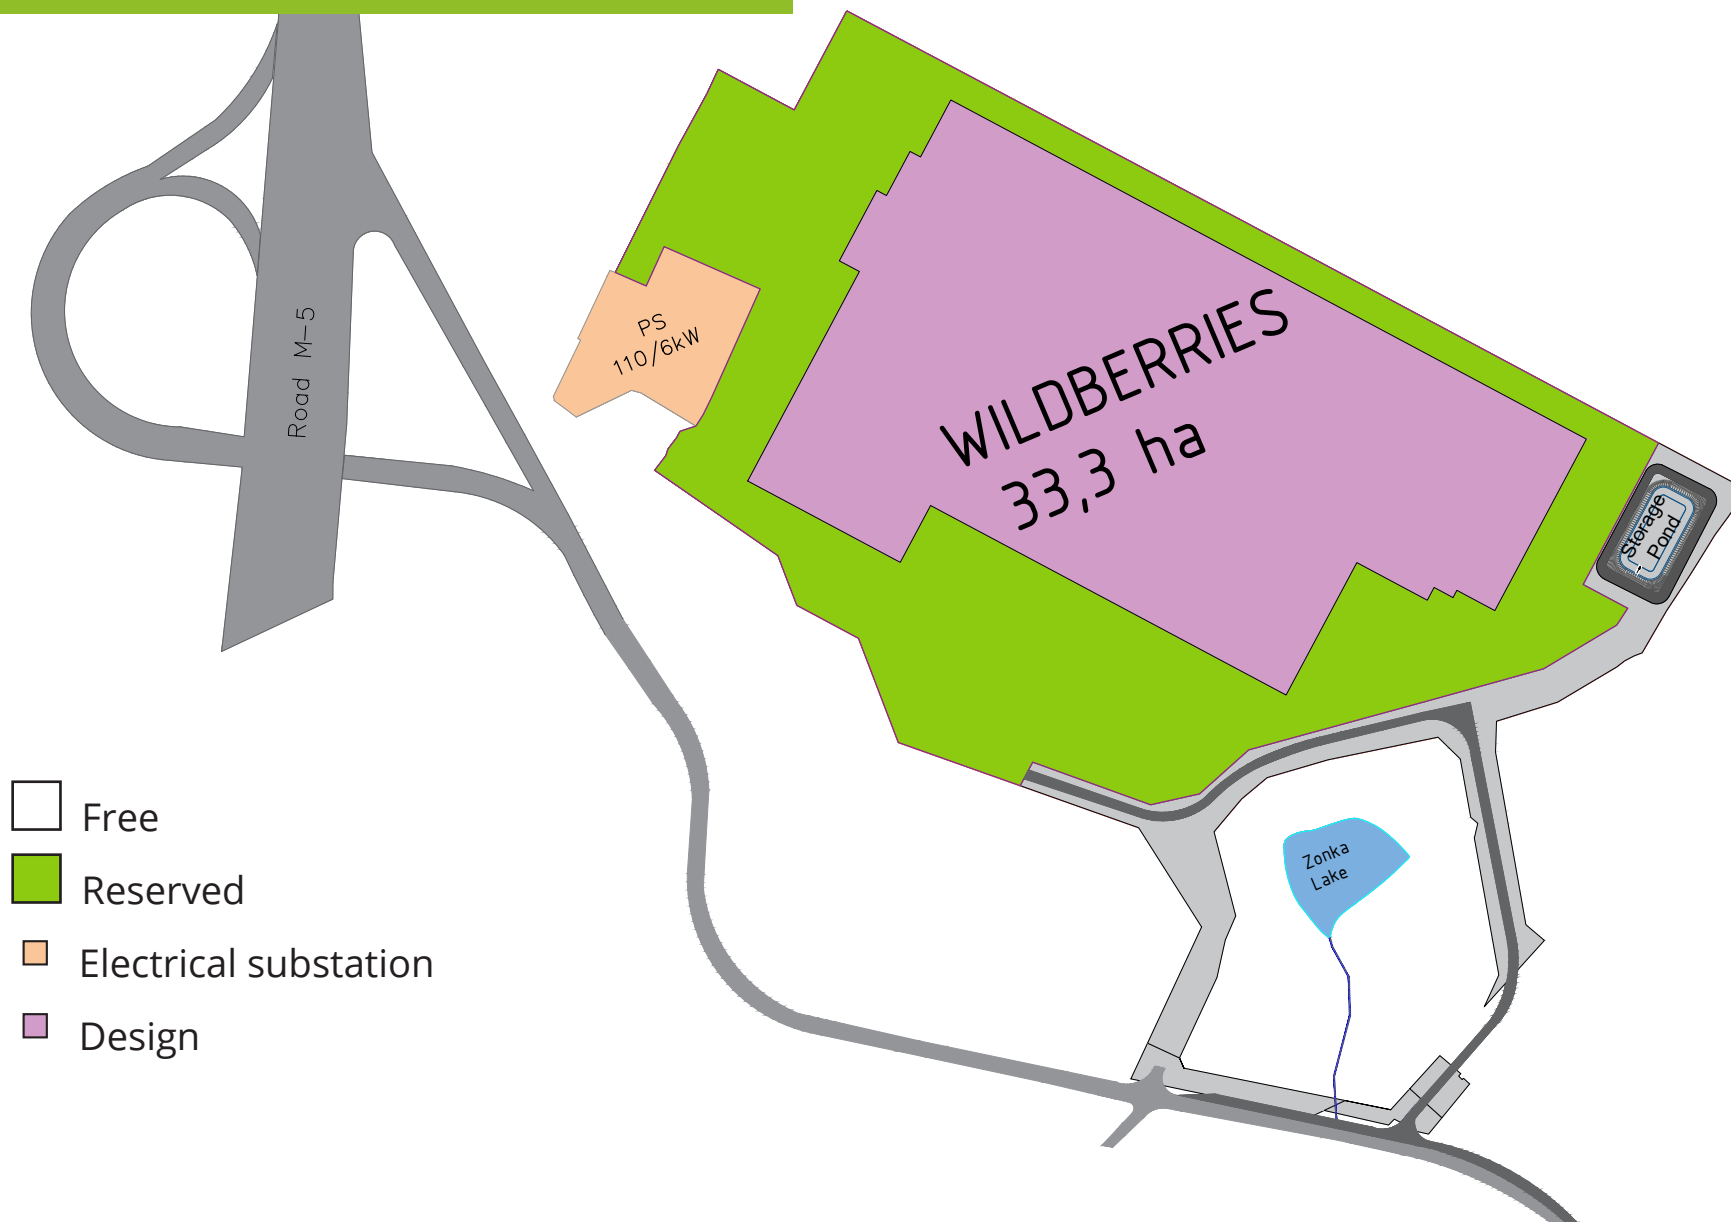 Road M-5
PS
110/6kW
WILDBERRIES
33,3 ha
Storage
Pond
Zonka
Lake
Free
Reserved
Electrical substation
Design